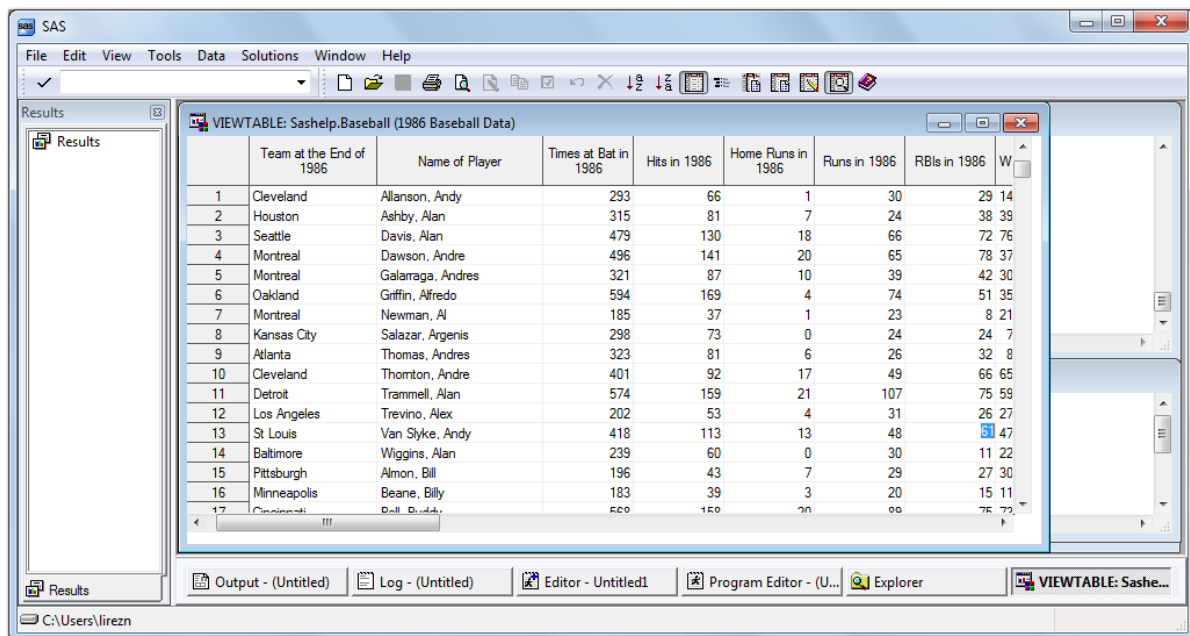 sas SAS
File Edit View Tools Data Solutions Window Help
Results
Results
VIEWTABLE: Sashelp.Baseball (1986 Baseball Data)
Team at the End of 1986 Name of Player Times at Bat in 1986 Hits in 1986 Home Runs in 1986 Runs in 1986 RBIs in 1986 W
1 Cleveland Allanson, Andy 293 66 1 30 29 14
2 Houston Ashby, Alan 315 81 7 24 38 39
3 Seattle Davis, Alan 479 130 18 66 72 76
4 Montreal Dawson, Andre 496 141 20 65 78 37
5 Montreal Galarraga, Andres 321 87 10 39 42 30
6 Oakland Griffin, Alfredo 594 169 4 74 51 35
7 Montreal Newman, Al 185 37 1 23 8 21
8 Kansas City Salazar, Argenis 298 73 0 24 24 7
9 Atlanta Thomas, Andres 323 81 6 26 32 8
10 Cleveland Thornton, Andre 401 92 17 49 66 65
11 Detroit Trammell, Alan 574 159 21 107 75 59
12 Los Angeles Trevino, Alex 202 53 4 31 26 27
13 St Louis Van Slyke, Andy 418 113 13 48 61 47
14 Baltimore Wiggins, Alan 239 60 0 30 11 22
15 Pittsburgh Almon, Bill 196 43 7 29 27 30
16 Minneapolis Beane, Billy 183 39 3 20 15 11
17 Cincinnati Bell, Buddy 568 158 20 89 75 73
Results
Output - (Untitled) Log - (Untitled) Editor - Untitled1 Program Editor - (U... Explorer VIEWTABLE: Sashe...
C:\Users\lirezn